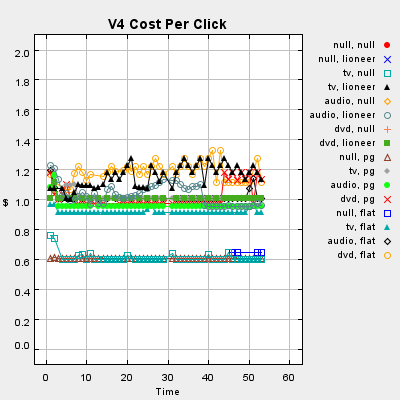 V4 Cost Per Click
2.0
1.8
1.6
1.4
1.2
1.0
0.8
0.6
0.4
0.2
0.0
$
0 10 20 30 40 50 60
Time
null, null
null, lioneer
tv, null
tv, lioneer
audio, null
audio, lioneer
dvd, null
dvd, lioneer
null, pg
tv, pg
audio, pg
dvd, pg
null, flat
tv, flat
audio, flat
dvd, flat